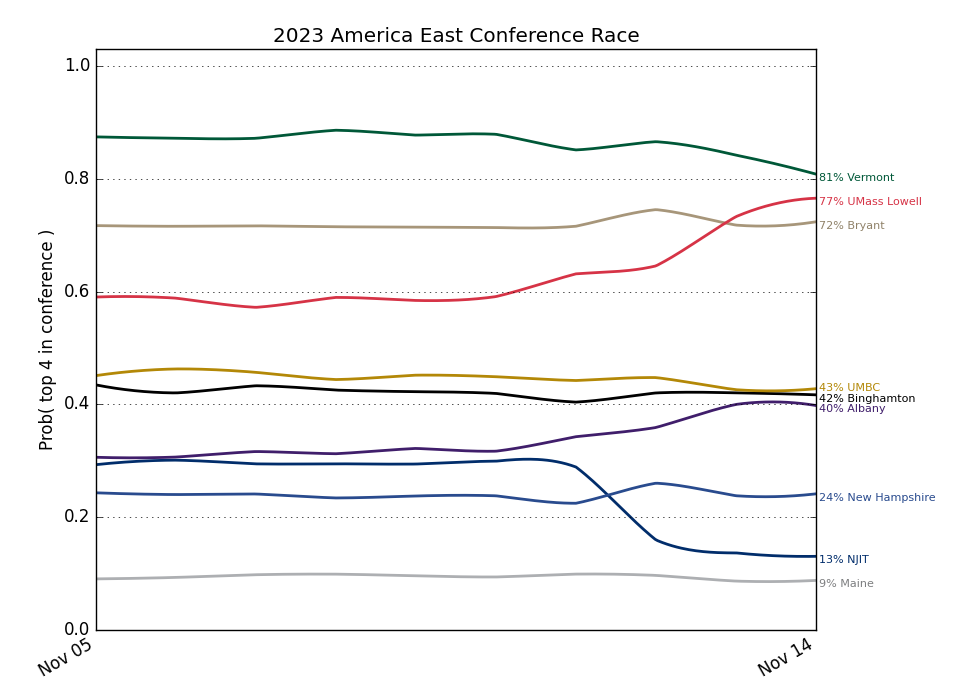 2023 America East Conference Race
Prob( top 4 in conference )
1.0
0.8
0.6
0.4
0.2
0.0
Nov 05
Nov 14
81% Vermont
77% UMass Lowell
72% Bryant
43% UMBC
42% Binghamton
40% Albany
24% New Hampshire
13% NJIT
9% Maine